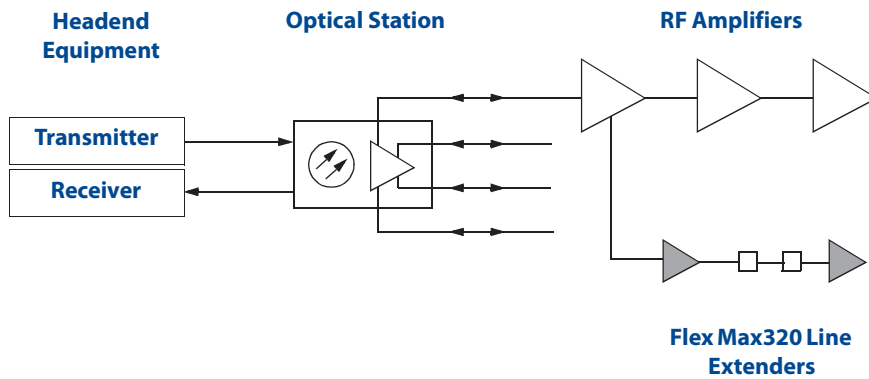 Headend
Equipment
Optical Station
RF Amplifiers
Transmitter
Receiver
Flex Max320 Line
Extenders